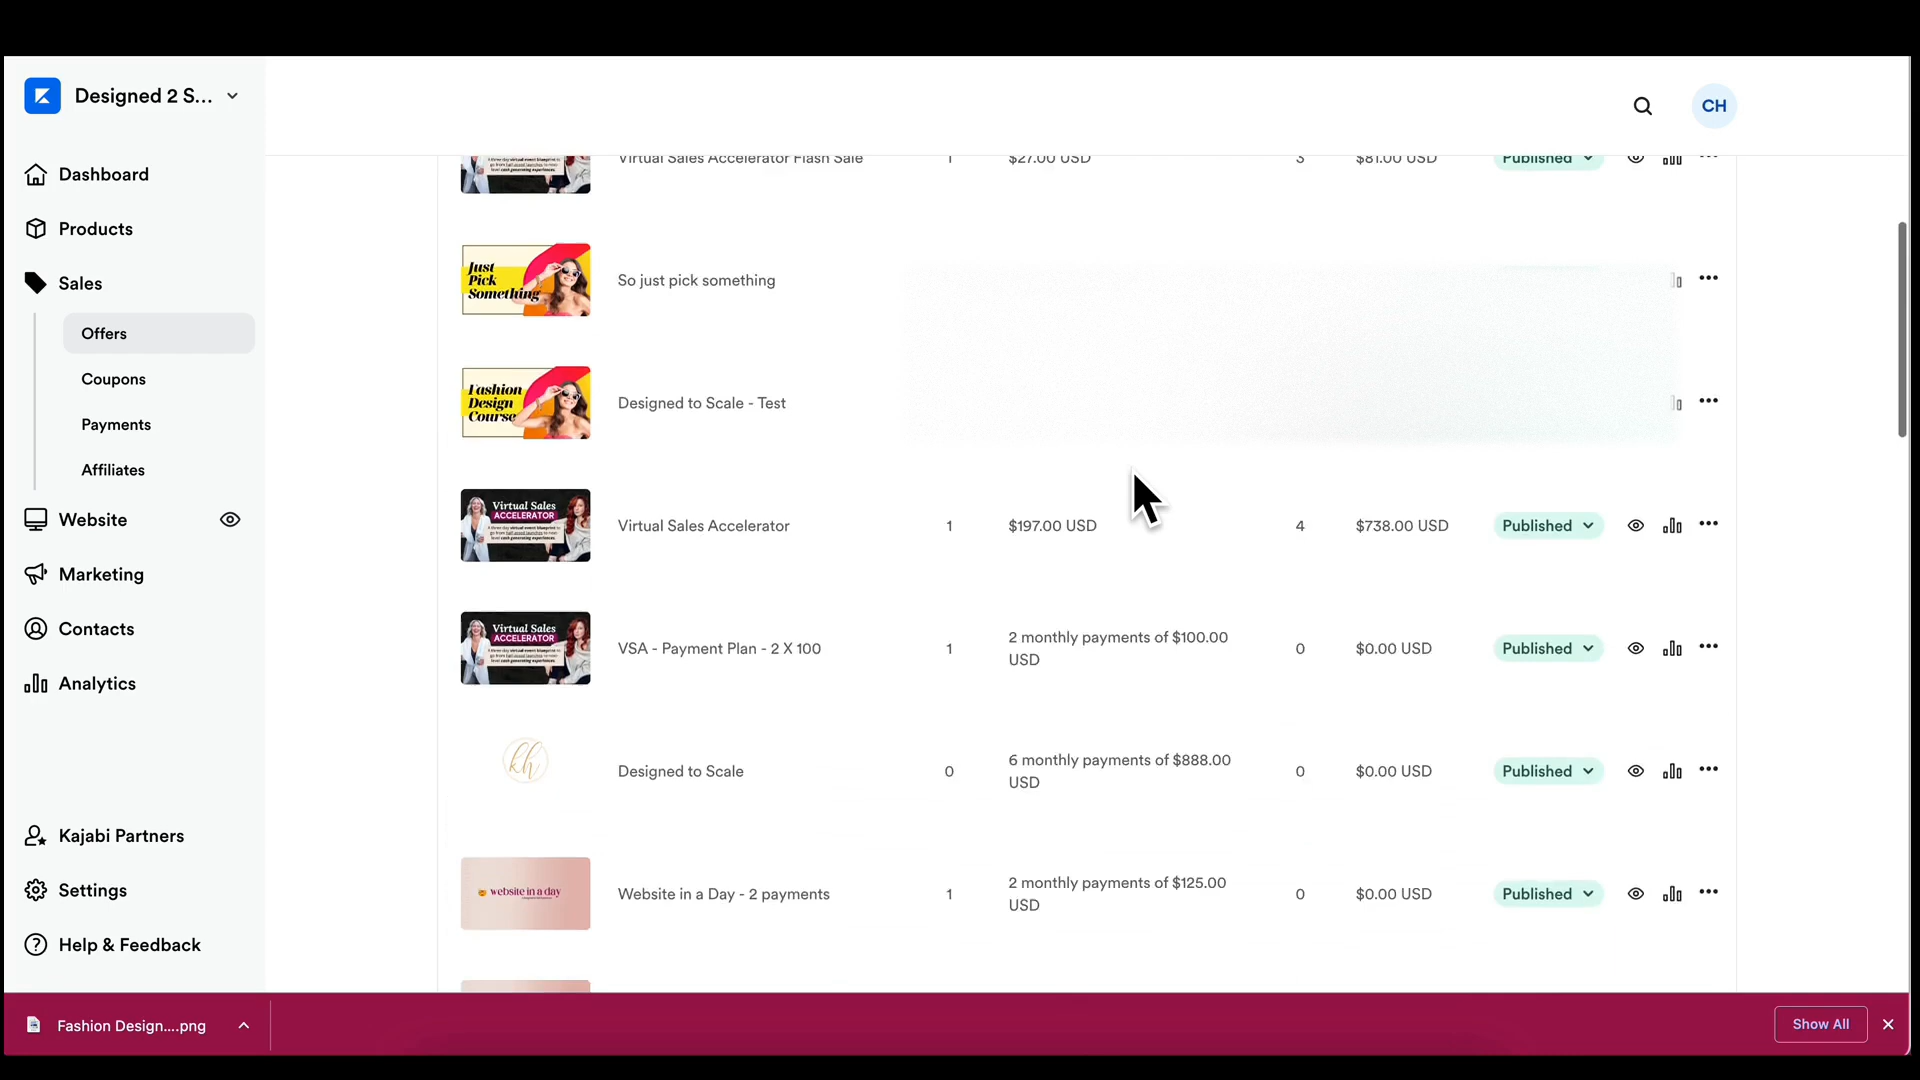 Designed 2 S...
CH
Dashboard
Products
Sales
Offers
Coupons
Payments
Affiliates
Website
Marketing
Contacts
Analytics
Kajabi Partners
Settings
Help & Feedback
Virtual Sales Accelerator Flash Sale 1 $27.00 USD 3 $81.00 USD Published
Just
Pick
Something
So just pick something
Fashion
Design
Course
Designed to Scale - Test
Virtual Sales
ACCELERATOR
Virtual Sales Accelerator 1 $197.00 USD 4 $738.00 USD Published
Virtual Sales
ACCELERATOR
VSA - Payment Plan - 2 X 100 1 2 monthly payments of $100.00
USD 0 $0.00 USD Published
kh
Designed to Scale 0 6 monthly payments of $888.00
USD 0 $0.00 USD Published
website in a day
Website in a Day - 2 payments 1 2 monthly payments of $125.00
USD 0 $0.00 USD Published
Fashion Design....png
Show All